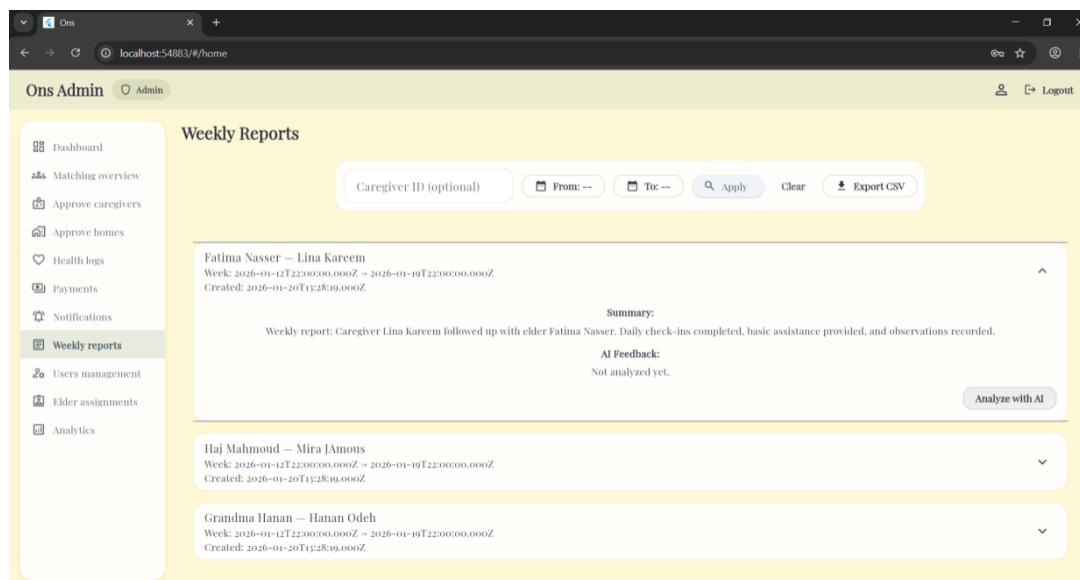 Ons
localhost:54883/#/home
Ons Admin
Admin
Logout
Dashboard
Matching overview
Approve caregivers
Approve homes
Health logs
Payments
Notifications
Weekly reports
Users management
Elder assignments
Analytics
Weekly Reports
Caregiver ID (optional)
From: --
To: --
Apply
Clear
Export CSV
Fatima Nasser — Lina Kareem
Week: 2026-01-12T22:00:00.000Z → 2026-01-19T22:00:00.000Z
Created: 2026-01-20T13:28:19.000Z
Summary:
Weekly report: Caregiver Lina Kareem followed up with elder Fatima Nasser. Daily check-ins completed, basic assistance provided, and observations recorded.
AI Feedback:
Not analyzed yet.
Analyze with AI
Haj Mahmoud — Mira JAmous
Week: 2026-01-12T22:00:00.000Z → 2026-01-19T22:00:00.000Z
Created: 2026-01-20T13:28:19.000Z
Grandma Hanan — Hanan Odeh
Week: 2026-01-12T22:00:00.000Z → 2026-01-19T22:00:00.000Z
Created: 2026-01-20T13:28:19.000Z